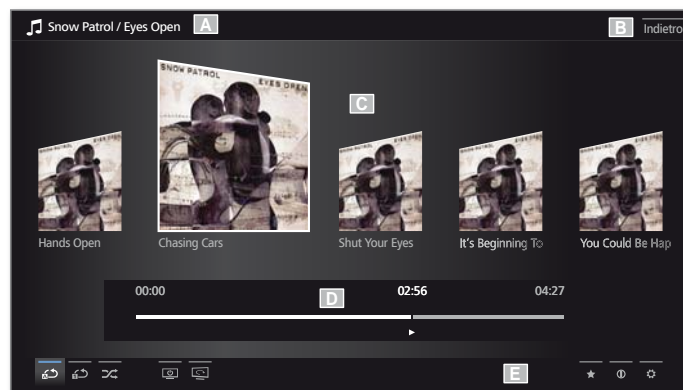 Snow Patrol / Eyes Open A
B Indietro
SNOW PATROL EYES OPEN
C
Hands Open
Chasing Cars
Shut Your Eyes
It's Beginning To
You Could Be Hap
00:00 D 02:56 04:27
E